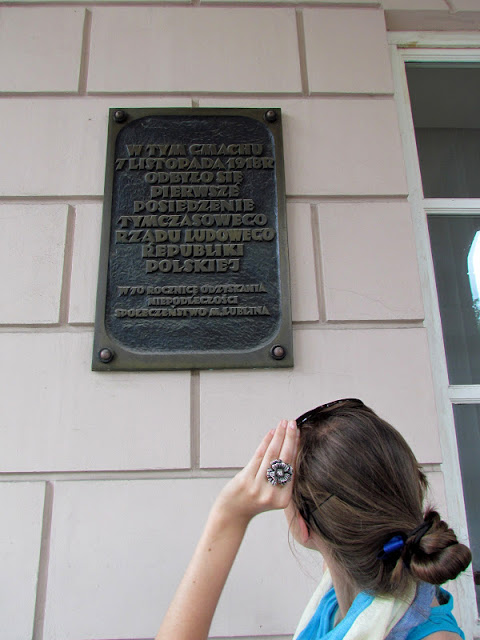 W TYM GMACHU
7 LISTOPADA 1918 R.
ODBYŁO SIĘ
PIERWSZE
POSIEDZENIE
TYMCZASOWEGO
RZĄDU LUDOWEGO
REPUBLIKI
POLSKIEJ
W 70 ROCZNICĘ ODZYSKANIA
NIEPODLEGŁOŚCI
SPOŁECZEŃSTWO M. LUBLINA